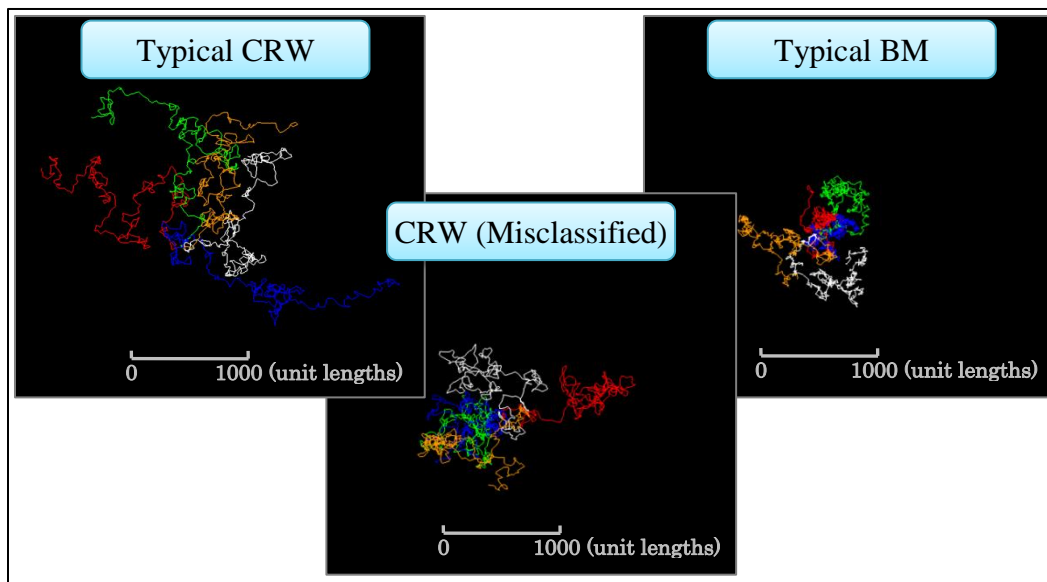 Typical CRW
Typical BM
CRW (Misclassified)
0 1000 (unit lengths)
0 1000 (unit lengths)
0 1000 (unit lengths)